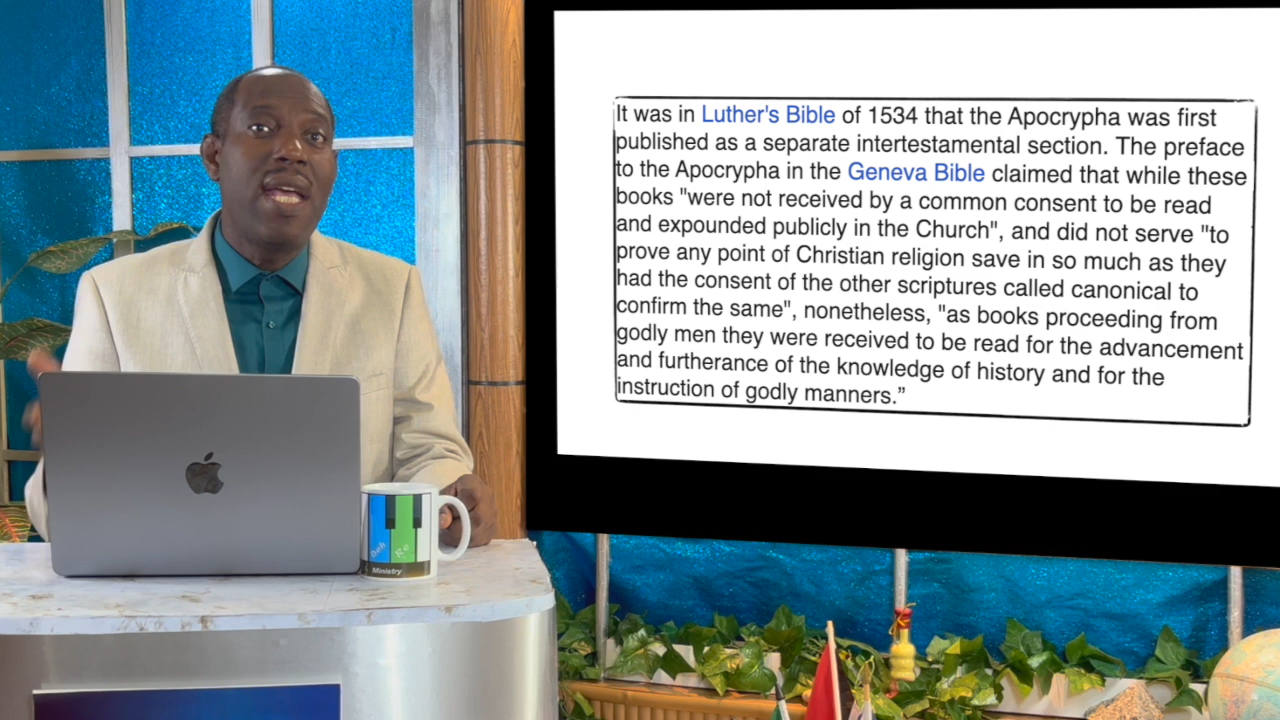 It was in Luther's Bible of 1534 that the Apocrypha was first
published as a separate intertestamental section. The preface
to the Apocrypha in the Geneva Bible claimed that while these
books "were not received by a common consent to be read
and expounded publicly in the Church", and did not serve "to
prove any point of Christian religion save in so much as they
had the consent of the other scriptures called canonical to
confirm the same", nonetheless, "as books proceeding from
godly men they were received to be read for the advancement
and furtherance of the knowledge of history and for the
instruction of godly manners.”
Ministry